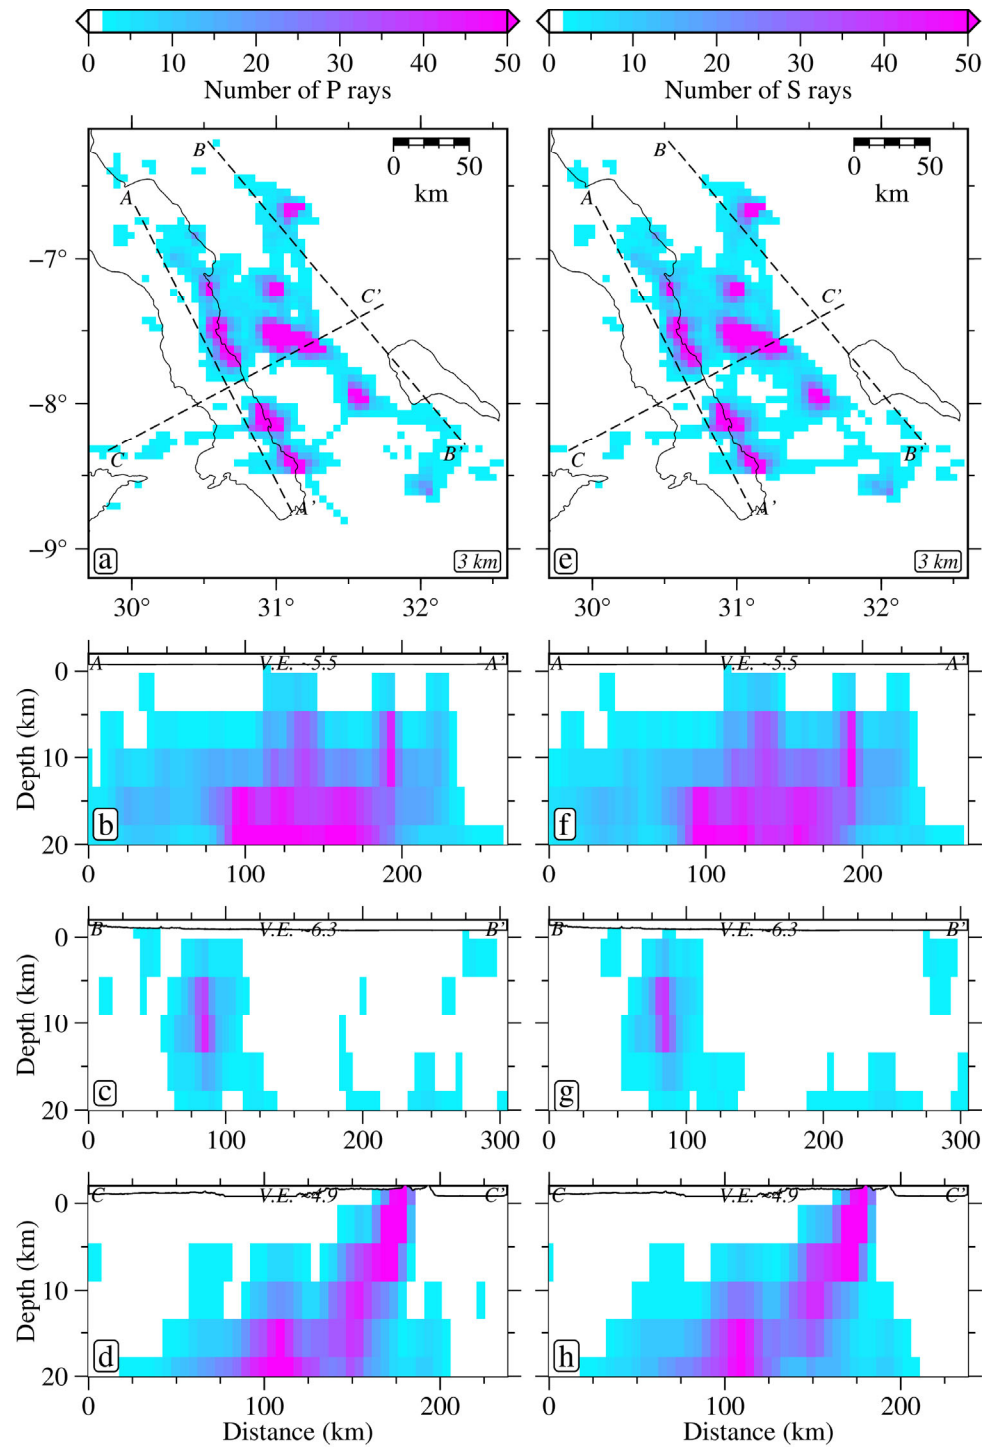 0 10 20 30 40 50 0 10 20 30 40 50
Number of P rays Number of S rays
B B
0 50 0 50
km km
A A
−7°
C' C'
−8°
C B' C B'
A' A'
−9° a 3 km e 3 km
30° 31° 32° 30° 31° 32°
A V.E. ~5.5 A' A V.E. ~5.5 A'
0
Depth (km)
10
b f
20
0 100 200 0 100 200
B V.E. ~6.3 B' B V.E. ~6.3 B'
0
Depth (km)
10
c g
20
0 100 200 300 0 100 200 300
C V.E. ~4.9 C' C V.E. ~4.9 C'
0
Depth (km)
10
d h
20
0 100 200 0 100 200
Distance (km) Distance (km)